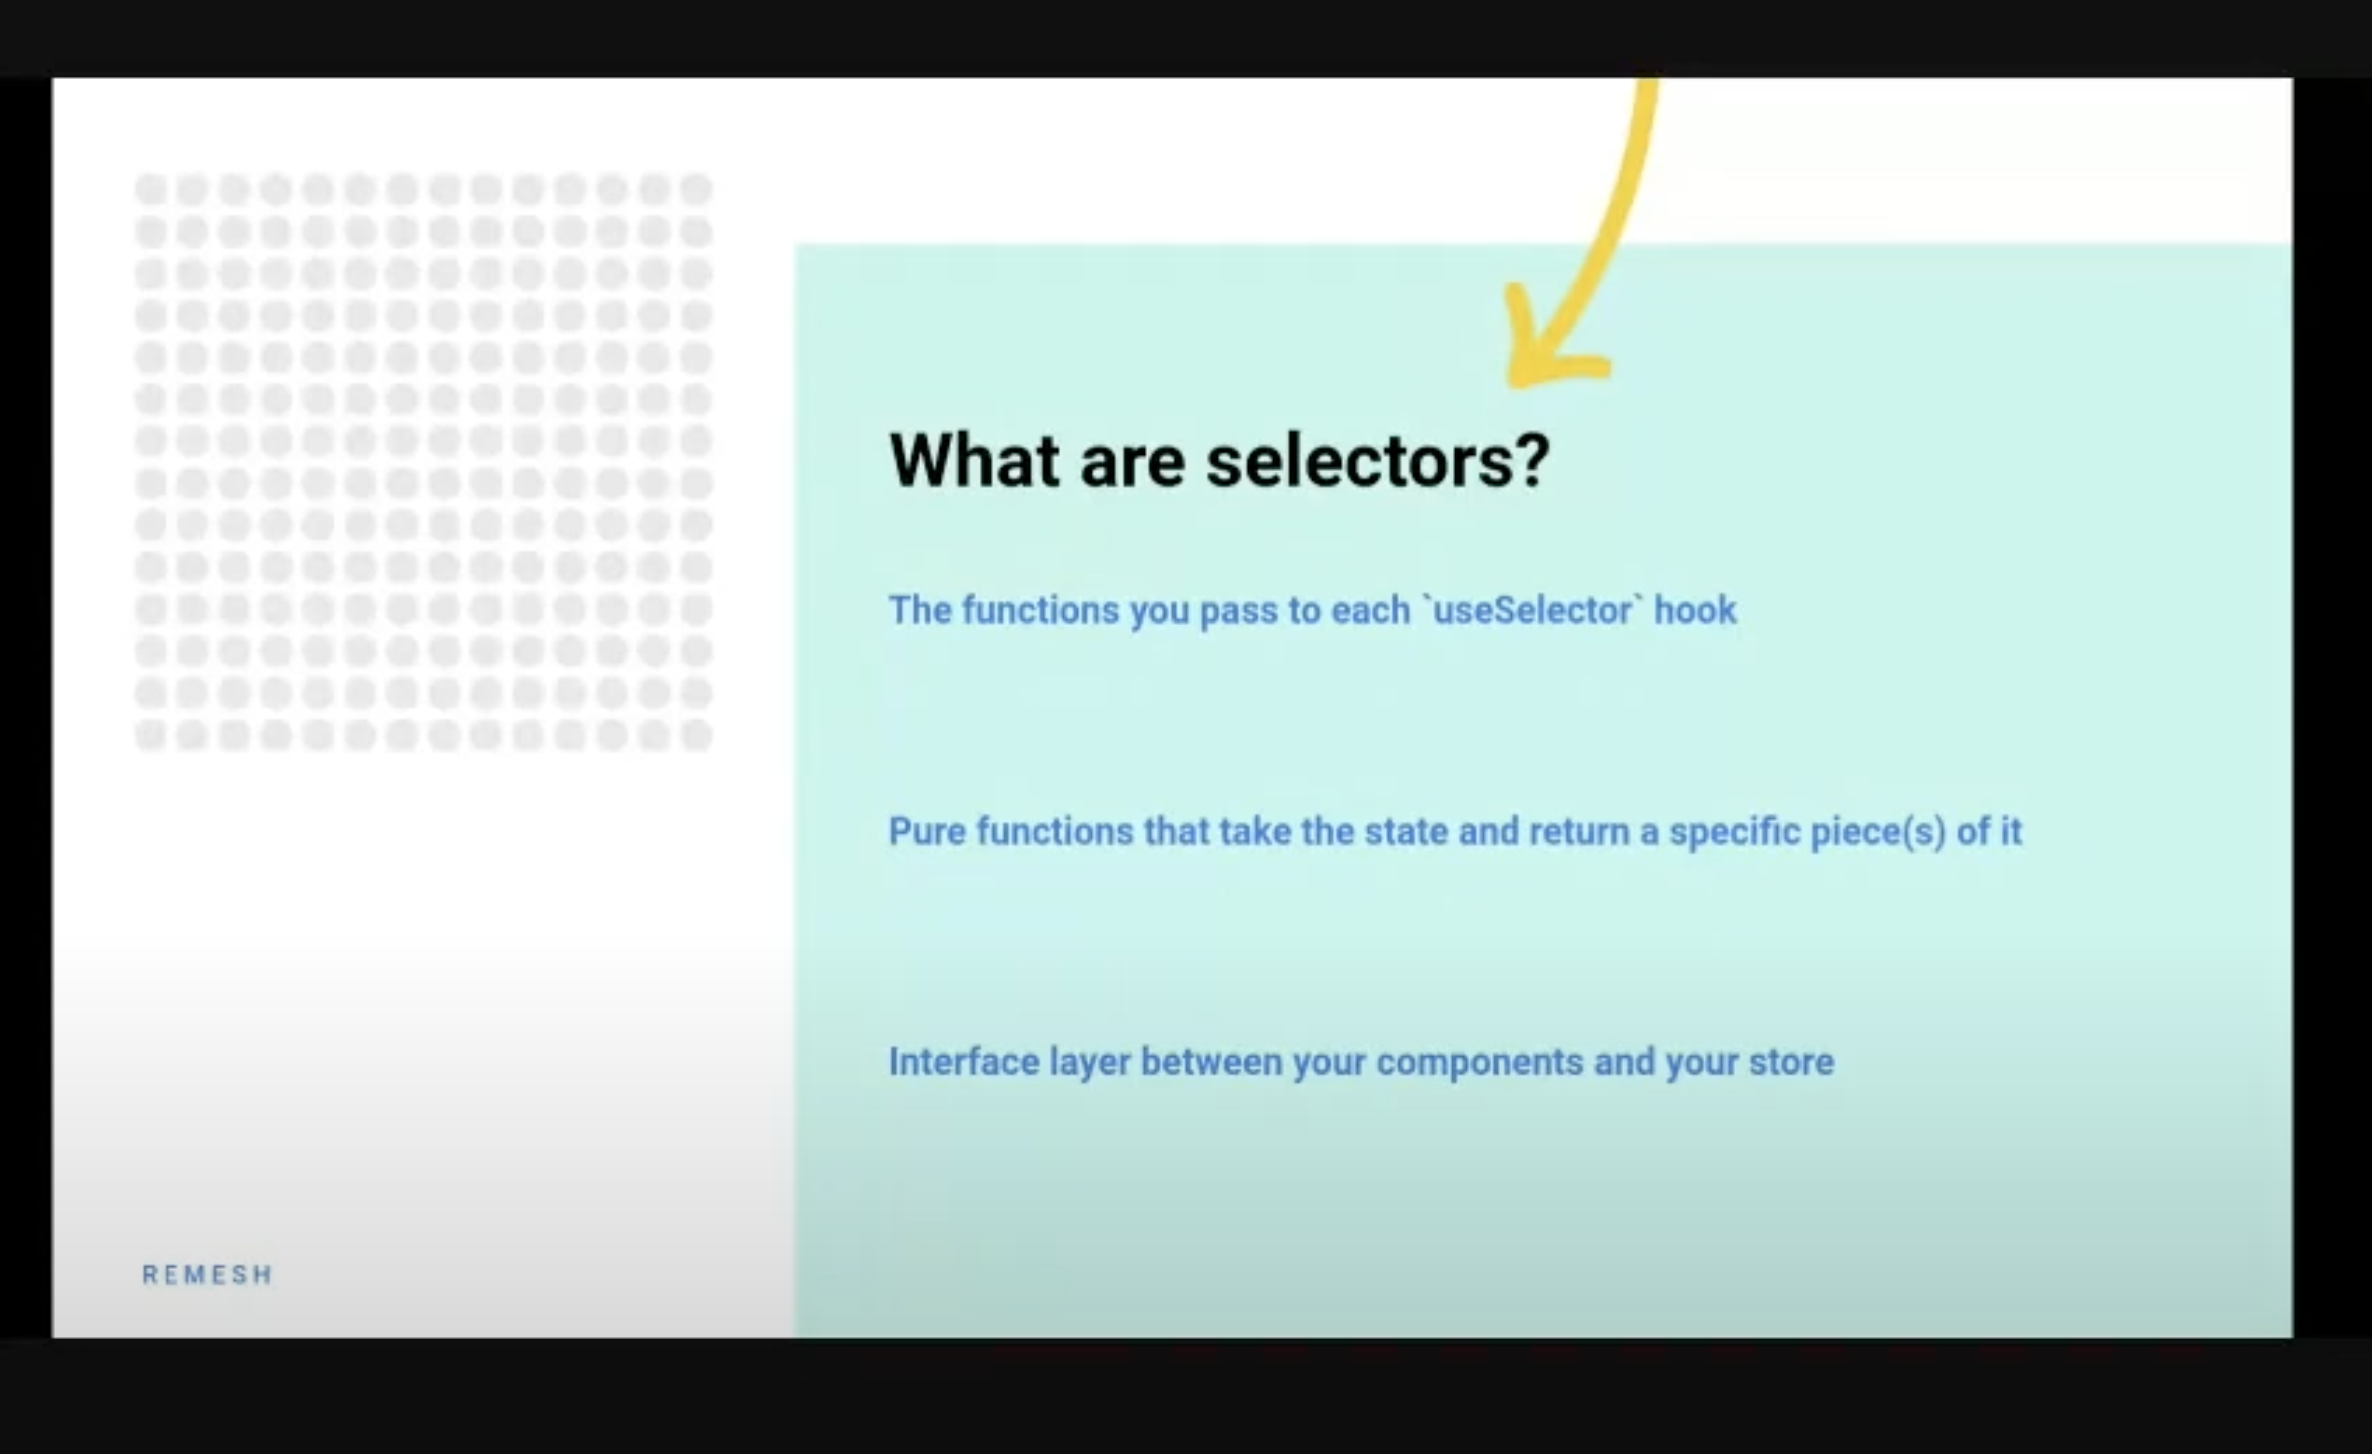 What are selectors?
The functions you pass to each `useSelector` hook
Pure functions that take the state and return a specific piece(s) of it
Interface layer between your components and your store
REMESH